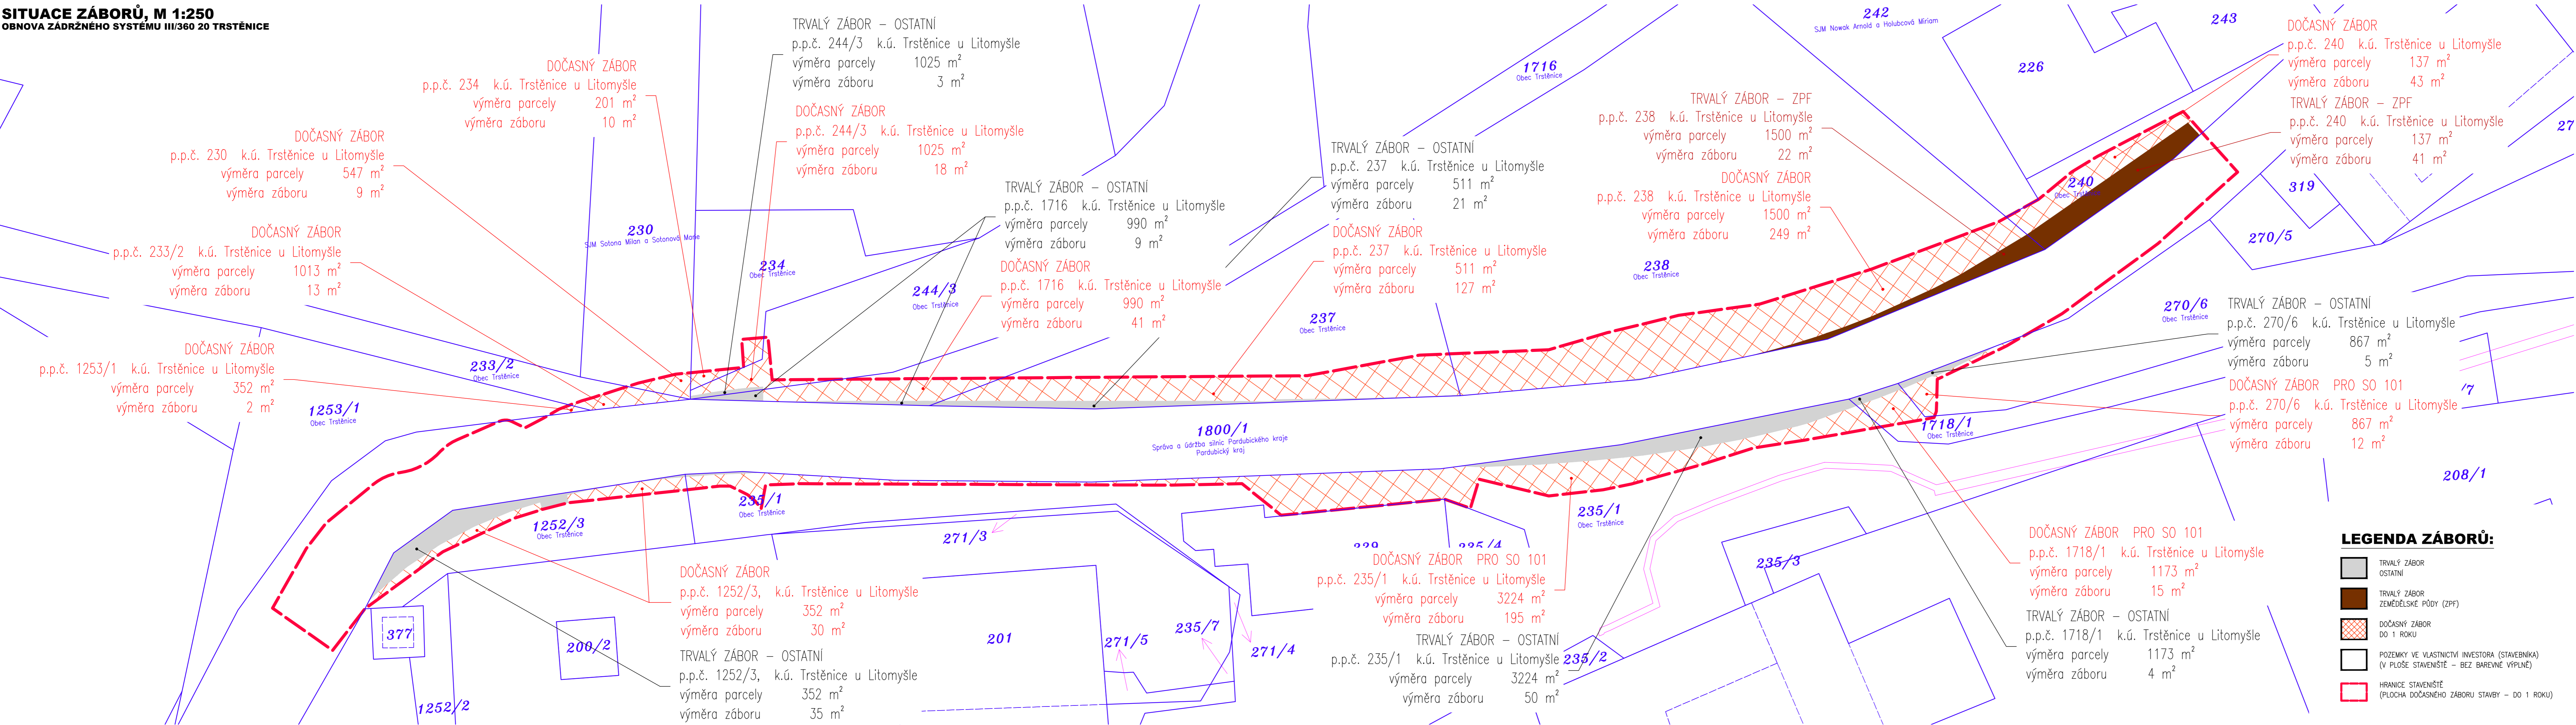 SITUACE ZÁBORŮ, M 1:250
OBNOVA ZÁDRŽNÉHO SYSTÉMU III/360 20 TRSTĚNICE
TRVALÝ ZÁBOR – OSTATNÍ
p.p.č. 244/3 k.ú. Trstěnice u Litomyšle
výměra parcely 1025 m²
výměra záboru 3 m²
DOČASNÝ ZÁBOR
p.p.č. 244/3 k.ú. Trstěnice u Litomyšle
výměra parcely 1025 m²
výměra záboru 18 m²
DOČASNÝ ZÁBOR
p.p.č. 234 k.ú. Trstěnice u Litomyšle
výměra parcely 201 m²
výměra záboru 10 m²
DOČASNÝ ZÁBOR
p.p.č. 230 k.ú. Trstěnice u Litomyšle
výměra parcely 547 m²
výměra záboru 9 m²
DOČASNÝ ZÁBOR
p.p.č. 233/2 k.ú. Trstěnice u Litomyšle
výměra parcely 1013 m²
výměra záboru 13 m²
DOČASNÝ ZÁBOR
p.p.č. 1253/1 k.ú. Trstěnice u Litomyšle
výměra parcely 352 m²
výměra záboru 2 m²
TRVALÝ ZÁBOR – OSTATNÍ
p.p.č. 1716 k.ú. Trstěnice u Litomyšle
výměra parcely 990 m²
výměra záboru 9 m²
DOČASNÝ ZÁBOR
p.p.č. 1716 k.ú. Trstěnice u Litomyšle
výměra parcely 990 m²
výměra záboru 41 m²
TRVALÝ ZÁBOR – OSTATNÍ
p.p.č. 237 k.ú. Trstěnice u Litomyšle
výměra parcely 511 m²
výměra záboru 21 m²
DOČASNÝ ZÁBOR
p.p.č. 237 k.ú. Trstěnice u Litomyšle
výměra parcely 511 m²
výměra záboru 127 m²
TRVALÝ ZÁBOR – ZPF
p.p.č. 238 k.ú. Trstěnice u Litomyšle
výměra parcely 1500 m²
výměra záboru 22 m²
DOČASNÝ ZÁBOR
p.p.č. 238 k.ú. Trstěnice u Litomyšle
výměra parcely 1500 m²
výměra záboru 249 m²
DOČASNÝ ZÁBOR
p.p.č. 240 k.ú. Trstěnice u Litomyšle
výměra parcely 137 m²
výměra záboru 43 m²
TRVALÝ ZÁBOR – ZPF
p.p.č. 240 k.ú. Trstěnice u Litomyšle
výměra parcely 137 m²
výměra záboru 41 m²
TRVALÝ ZÁBOR – OSTATNÍ
p.p.č. 270/6 k.ú. Trstěnice u Litomyšle
výměra parcely 867 m²
výměra záboru 5 m²
DOČASNÝ ZÁBOR PRO SO 101
p.p.č. 270/6 k.ú. Trstěnice u Litomyšle
výměra parcely 867 m²
výměra záboru 12 m²
DOČASNÝ ZÁBOR PRO SO 101
p.p.č. 1718/1 k.ú. Trstěnice u Litomyšle
výměra parcely 1173 m²
výměra záboru 15 m²
TRVALÝ ZÁBOR – OSTATNÍ
p.p.č. 1718/1 k.ú. Trstěnice u Litomyšle
výměra parcely 1173 m²
výměra záboru 4 m²
DOČASNÝ ZÁBOR PRO SO 101
p.p.č. 235/1 k.ú. Trstěnice u Litomyšle
výměra parcely 3224 m²
výměra záboru 195 m²
TRVALÝ ZÁBOR – OSTATNÍ
p.p.č. 235/1 k.ú. Trstěnice u Litomyšle
výměra parcely 3224 m²
výměra záboru 50 m²
DOČASNÝ ZÁBOR
p.p.č. 1252/3, k.ú. Trstěnice u Litomyšle
výměra parcely 352 m²
výměra záboru 30 m²
TRVALÝ ZÁBOR – OSTATNÍ
p.p.č. 1252/3, k.ú. Trstěnice u Litomyšle
výměra parcely 352 m²
výměra záboru 35 m²
242
SJM Nowak Arnold a Holubcová Miriam
243
226
1716
Obec Trstěnice
240
Obec
319
270/5
27
230
SJM Sotona Milan a Sotonová Marie
234
Obec Trstěnice
244/3
Obec Trstěnice
237
Obec Trstěnice
238
Obec Trstěnice
270/6
Obec Trstěnice
233/2
Obec Trstěnice
1253/1
Obec Trstěnice
1800/1
Správa a údržba silnic Pardubického kraje
Pardubický kraj
1718/1
Obec Trstěnice
/7
208/1
235/1
Obec Trstěnice
1252/3
Obec Trstěnice
271/3
235/1
Obec Trstěnice
235/4
235/3
377
200/2
201
271/5
235/7
271/4
235/2
1252/2
LEGENDA ZÁBORŮ:
TRVALÝ ZÁBOR
OSTATNÍ
TRVALÝ ZÁBOR
ZEMĚDĚLSKÉ PŮDY (ZPF)
DOČASNÝ ZÁBOR
DO 1 ROKU
POZEMKY VE VLASTNICTVÍ INVESTORA (STAVEBNÍKA)
(V PLOŠE STAVENIŠTĚ – BEZ BAREVNÉ VÝPLNĚ)
HRANICE STAVENIŠTĚ
(PLOCHA DOČASNÉHO ZÁBORU STAVBY – DO 1 ROKU)